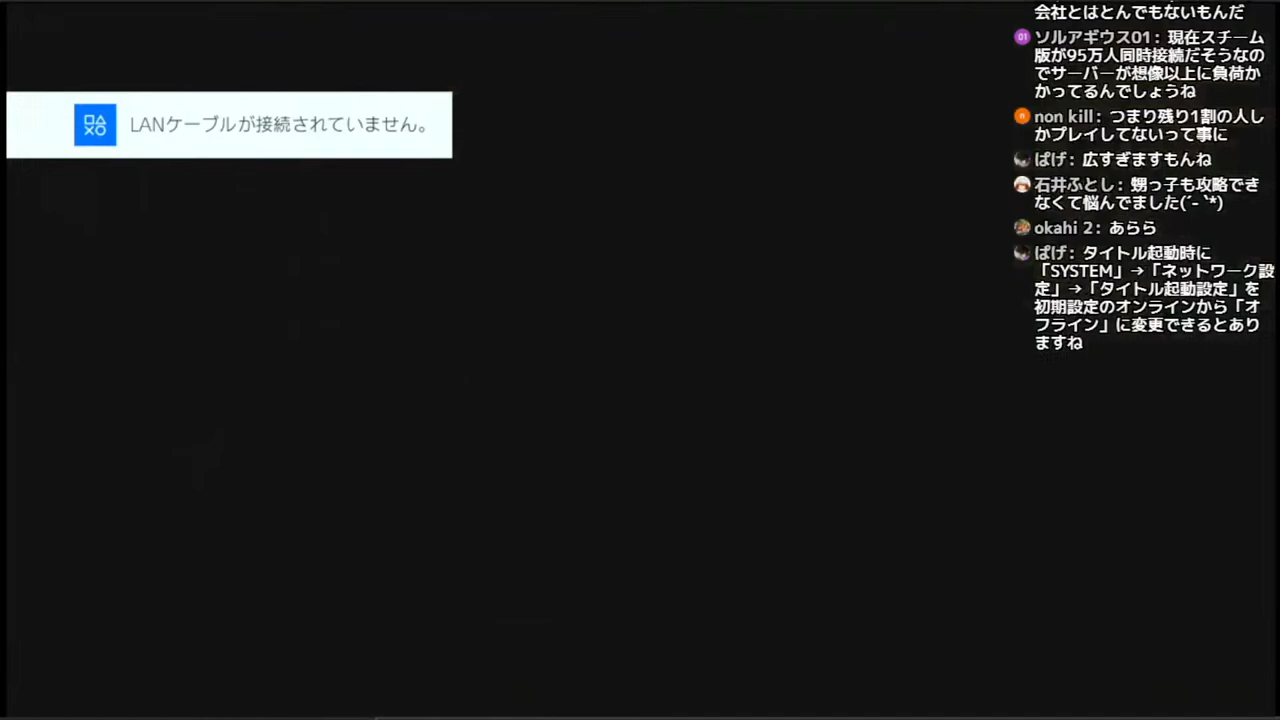 LANケーブルが接続されていません。
会社とはとんでもないもんだ
01 ソルアギウス01: 現在スチーム
版が95万人同時接続だそうなの
でサーバーが想像以上に負荷か
かってるんでしょうね
n non kill: つまり残り1割の人し
かプレイしてないって事に
ぱげ: 広すぎますもんね
石井ふとし: 甥っ子も攻略でき
なくて悩んでました(´- `*)
okahi 2: あらら
ぱげ: タイトル起動時に
「SYSTEM」→「ネットワーク設
定」→「タイトル起動設定」を
初期設定のオンラインから「オ
フライン」に変更できるとあり
ますね